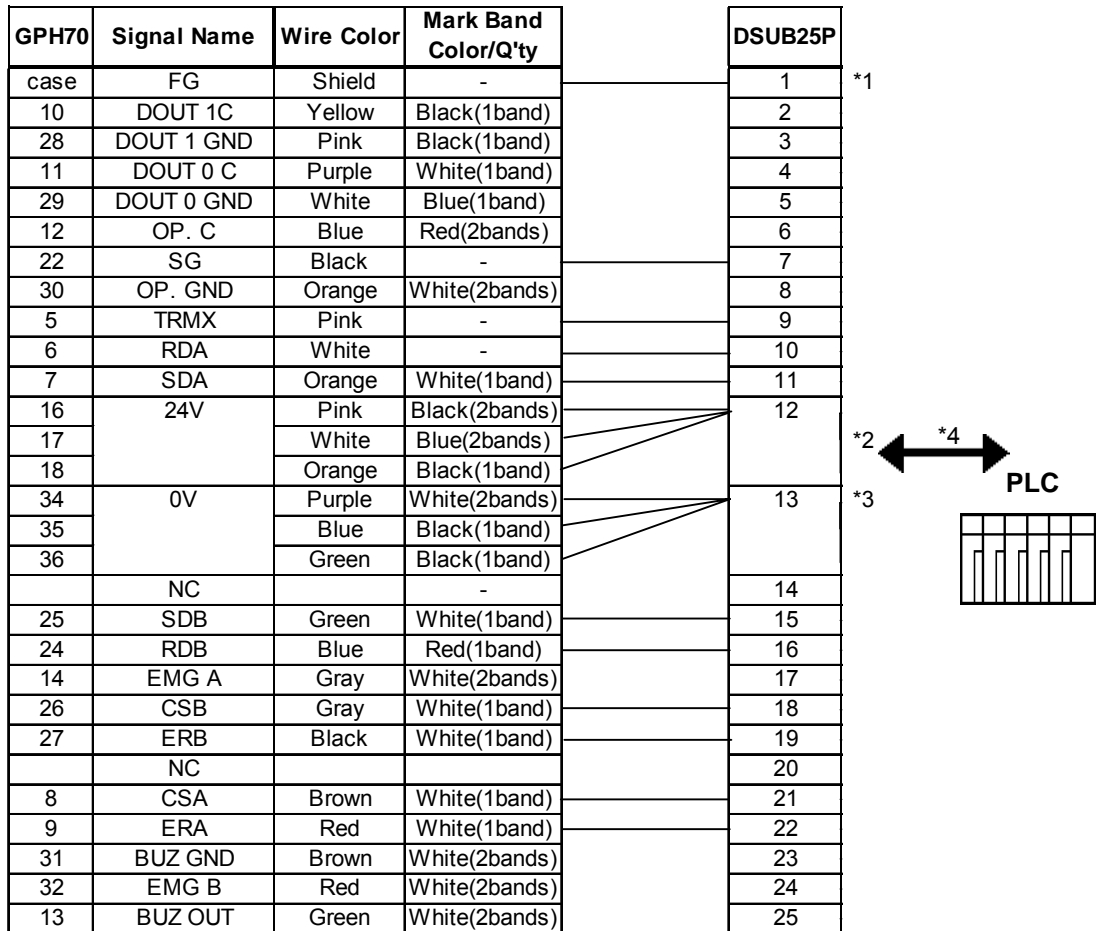 GPH70 Signal Name Wire Color Mark Band Color/Q'ty DSUB25P
case FG Shield - 1 *1
10 DOUT 1C Yellow Black(1band) 2
28 DOUT 1 GND Pink Black(1band) 3
11 DOUT 0 C Purple White(1band) 4
29 DOUT 0 GND White Blue(1band) 5
12 OP. C Blue Red(2bands) 6
22 SG Black - 7
30 OP. GND Orange White(2bands) 8
5 TRMX Pink - 9
6 RDA White - 10
7 SDA Orange White(1band) 11
16 24V Pink Black(2bands) 12
17 White Blue(2bands) *2 *4
18 Orange Black(1band)
PLC
34 0V Purple White(2bands) 13 *3
35 Blue Black(1band)
36 Green Black(1band)
NC - 14
25 SDB Green White(1band) 15
24 RDB Blue Red(1band) 16
14 EMG A Gray White(2bands) 17
26 CSB Gray White(1band) 18
27 ERB Black White(1band) 19
NC 20
8 CSA Brown White(1band) 21
9 ERA Red White(1band) 22
31 BUZ GND Brown White(2bands) 23
32 EMG B Red White(2bands) 24
13 BUZ OUT Green White(2bands) 25